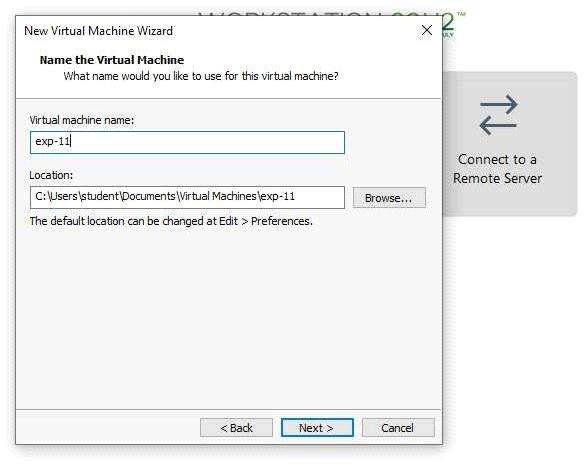 New Virtual Machine Wizard
Name the Virtual Machine
What name would you like to use for this virtual machine?
Virtual machine name:
exp-11
Location:
C:\Users\student\Documents\Virtual Machines\exp-11
Browse...
The default location can be changed at Edit > Preferences.
< Back
Next >
Cancel
Connect to a
Remote Server